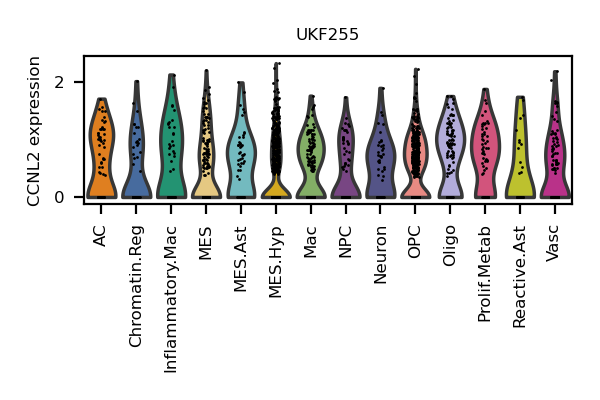 UKF255
CCNL2 expression
2
0
AC
Chromatin.Reg
Inflammatory.Mac
MES
MES.Ast
MES.Hyp
Mac
NPC
Neuron
OPC
Oligo
Prolif.Metab
Reactive.Ast
Vasc